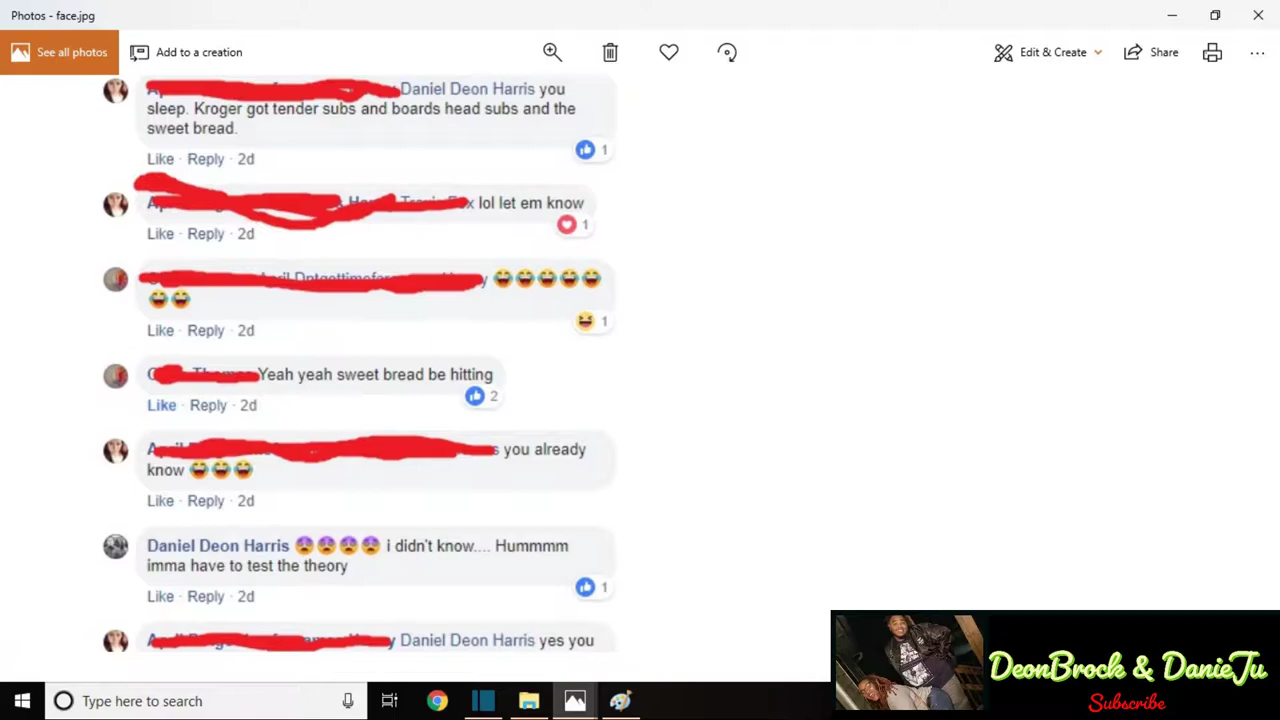 Photos - face.jpg
See all photos
Add to a creation
Edit & Create
Share
Daniel Deon Harris you
sleep. Kroger got tender subs and boards head subs and the
sweet bread.
1
Like · Reply · 2d
lol let em know
1
Like · Reply · 2d
1
Like · Reply · 2d
Yeah yeah sweet bread be hitting
2
Like · Reply · 2d
you already
know
Like · Reply · 2d
Daniel Deon Harris i didn't know.... Hummmm
imma have to test the theory
1
Like · Reply · 2d
Daniel Deon Harris yes you
DeonBrock & DanieTu
Subscribe
Type here to search